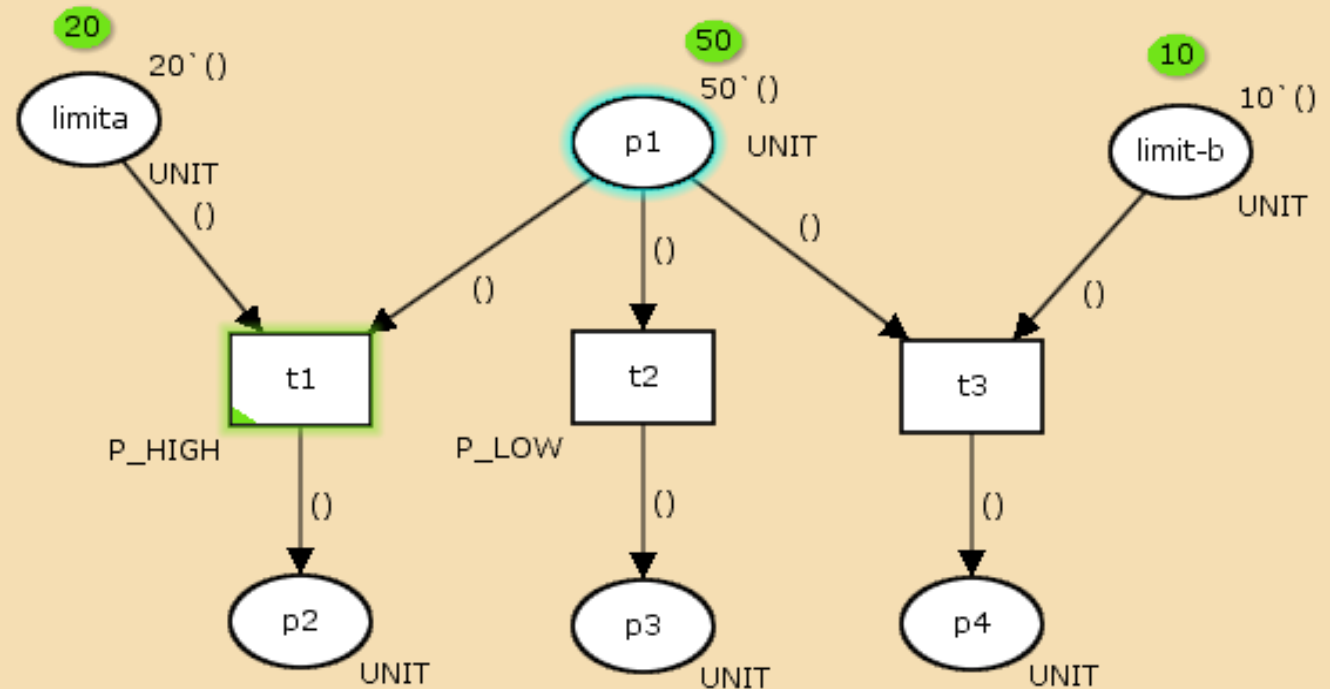 20
20`()
limita
UNIT
()
50
50`()
p1
UNIT
10
10`()
limit-b
UNIT
()
()
()
()
t1
P_HIGH
t2
P_LOW
t3
()
()
()
p2
UNIT
p3
UNIT
p4
UNIT